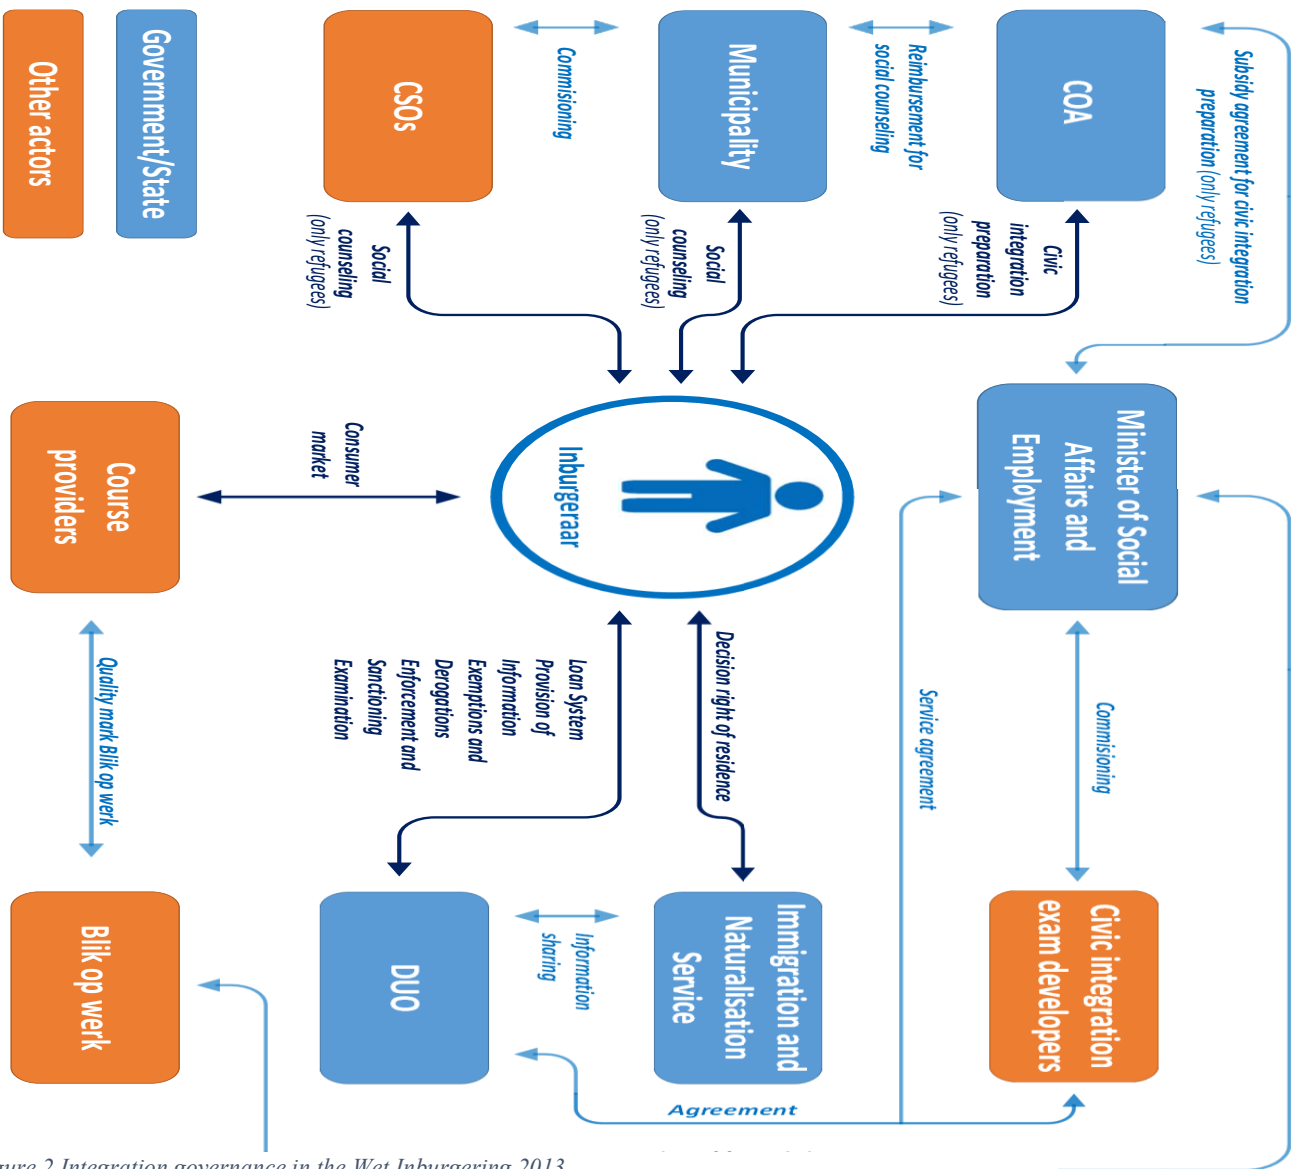 Subsidy agreement for civic integration
preparation (only refugees)
COA
Reimbursement for
social counseling
Municipality
Commisioning
CSOs
Government/State
Other actors
Civic
integration
preparation
(only refugees)
Social
counseling
(only refugees)
Social
counseling
(only refugees)
Minister of Social
Affairs and
Employment
Inburgeraar
Consumer
market
Course
providers
Commisioning
Service agreement
Decision right of residence
Loan System
Provision of
Information
Exemptions and
Derogations
Enforcement and
Sanctioning
Examination
Quality mark Blik op werk
Civic integration
exam developers
Immigration and
Naturalisation
Service
Information
sharing
DUO
Blik op werk
Agreement
gure 2 Integration governance in the Wet Inburgering 2013